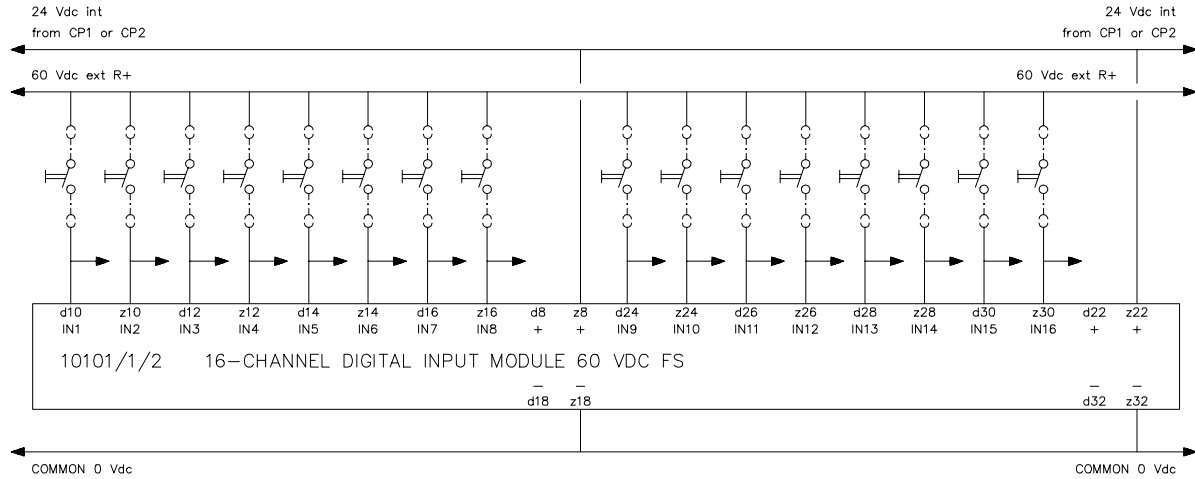 24 Vdc int 24 Vdc int
from CP1 or CP2 from CP1 or CP2
60 Vdc ext R+ 60 Vdc ext R+
d10 z10 d12 z12 d14 z14 d16 z16 d8 z8 d24 z24 d26 z26 d28 z28 d30 z30 d22 z22
IN1 IN2 IN3 IN4 IN5 IN6 IN7 IN8 + + IN9 IN10 IN11 IN12 IN13 IN14 IN15 IN16 + +
10101/1/2 16-CHANNEL DIGITAL INPUT MODULE 60 VDC FS
− − − −
d18 z18 d32 z32
COMMON 0 Vdc COMMON 0 Vdc